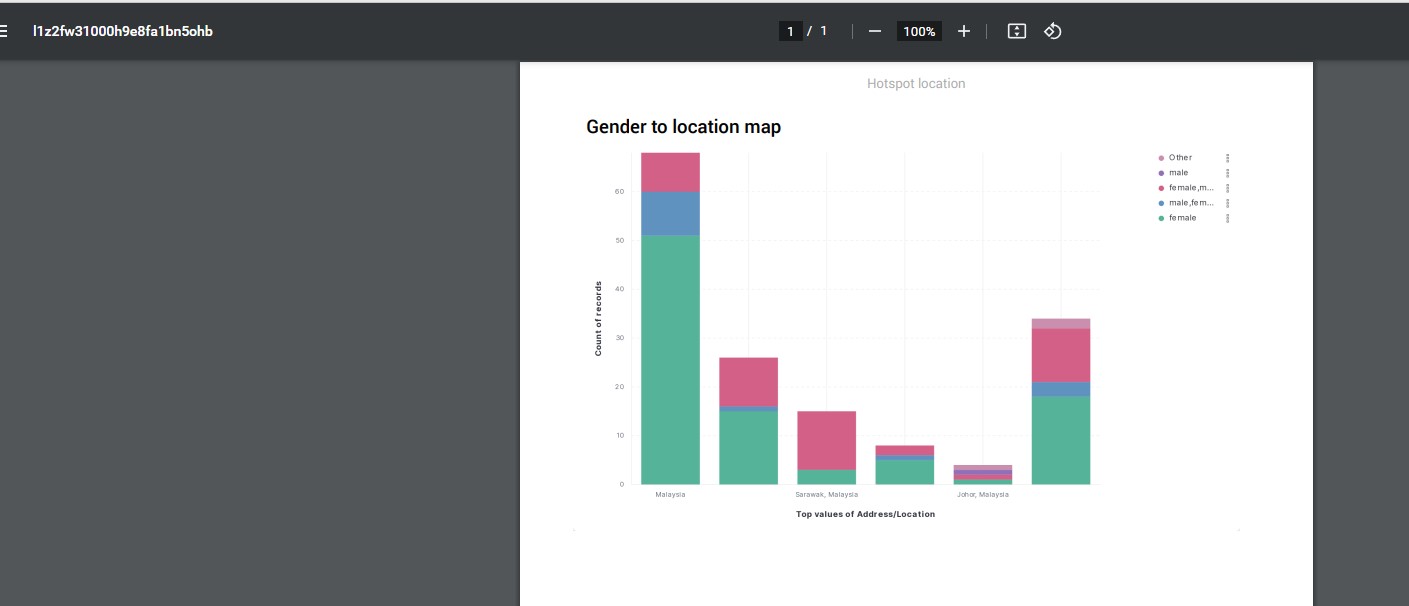 l1z2fw31000h9e8fa1bn5ohb
1 / 1
100%
Hotspot location
Gender to location map
Other
male
female,m...
male,fem...
female
60
50
40
30
20
10
0
Count of records
Malaysia
Sarawak, Malaysia
Johor, Malaysia
Top values of Address/Location